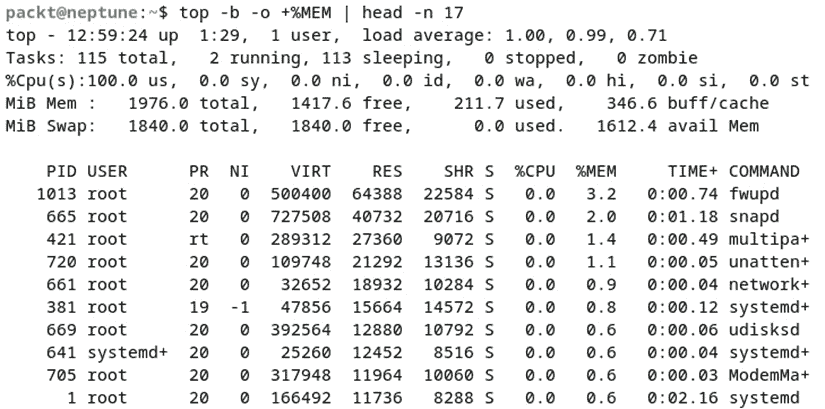 packt@neptune:~$ top -b -o +%MEM | head -n 17
top - 12:59:24 up  1:29,  1 user,  load average: 1.00, 0.99, 0.71
Tasks: 115 total,   2 running, 113 sleeping,   0 stopped,   0 zombie
%Cpu(s):100.0 us,  0.0 sy,  0.0 ni,  0.0 id,  0.0 wa,  0.0 hi,  0.0 si,  0.0 st
MiB Mem :   1976.0 total,   1417.6 free,    211.7 used,    346.6 buff/cache
MiB Swap:   1840.0 total,   1840.0 free,      0.0 used.   1612.4 avail Mem
PID USER      PR  NI    VIRT    RES    SHR S  %CPU  %MEM     TIME+ COMMAND
1013 root      20   0  500400  64388  22584 S   0.0   3.2   0:00.74 fwupd
665 root      20   0  727508  40732  20716 S   0.0   2.0   0:01.18 snapd
421 root      rt   0  289312  27360   9072 S   0.0   1.4   0:00.49 multipa+
720 root      20   0  109748  21292  13136 S   0.0   1.1   0:00.05 unatten+
661 root      20   0   32652  18932  10284 S   0.0   0.9   0:00.04 network+
381 root      19  -1   47856  15664  14572 S   0.0   0.8   0:00.12 systemd+
669 root      20   0  392564  12880  10792 S   0.0   0.6   0:00.06 udisksd
641 systemd+  20   0   25260  12452   8516 S   0.0   0.6   0:00.04 systemd+
705 root      20   0  317948  11964  10060 S   0.0   0.6   0:00.03 ModemMa+
1 root      20   0  166492  11736   8288 S   0.0   0.6   0:02.16 systemd